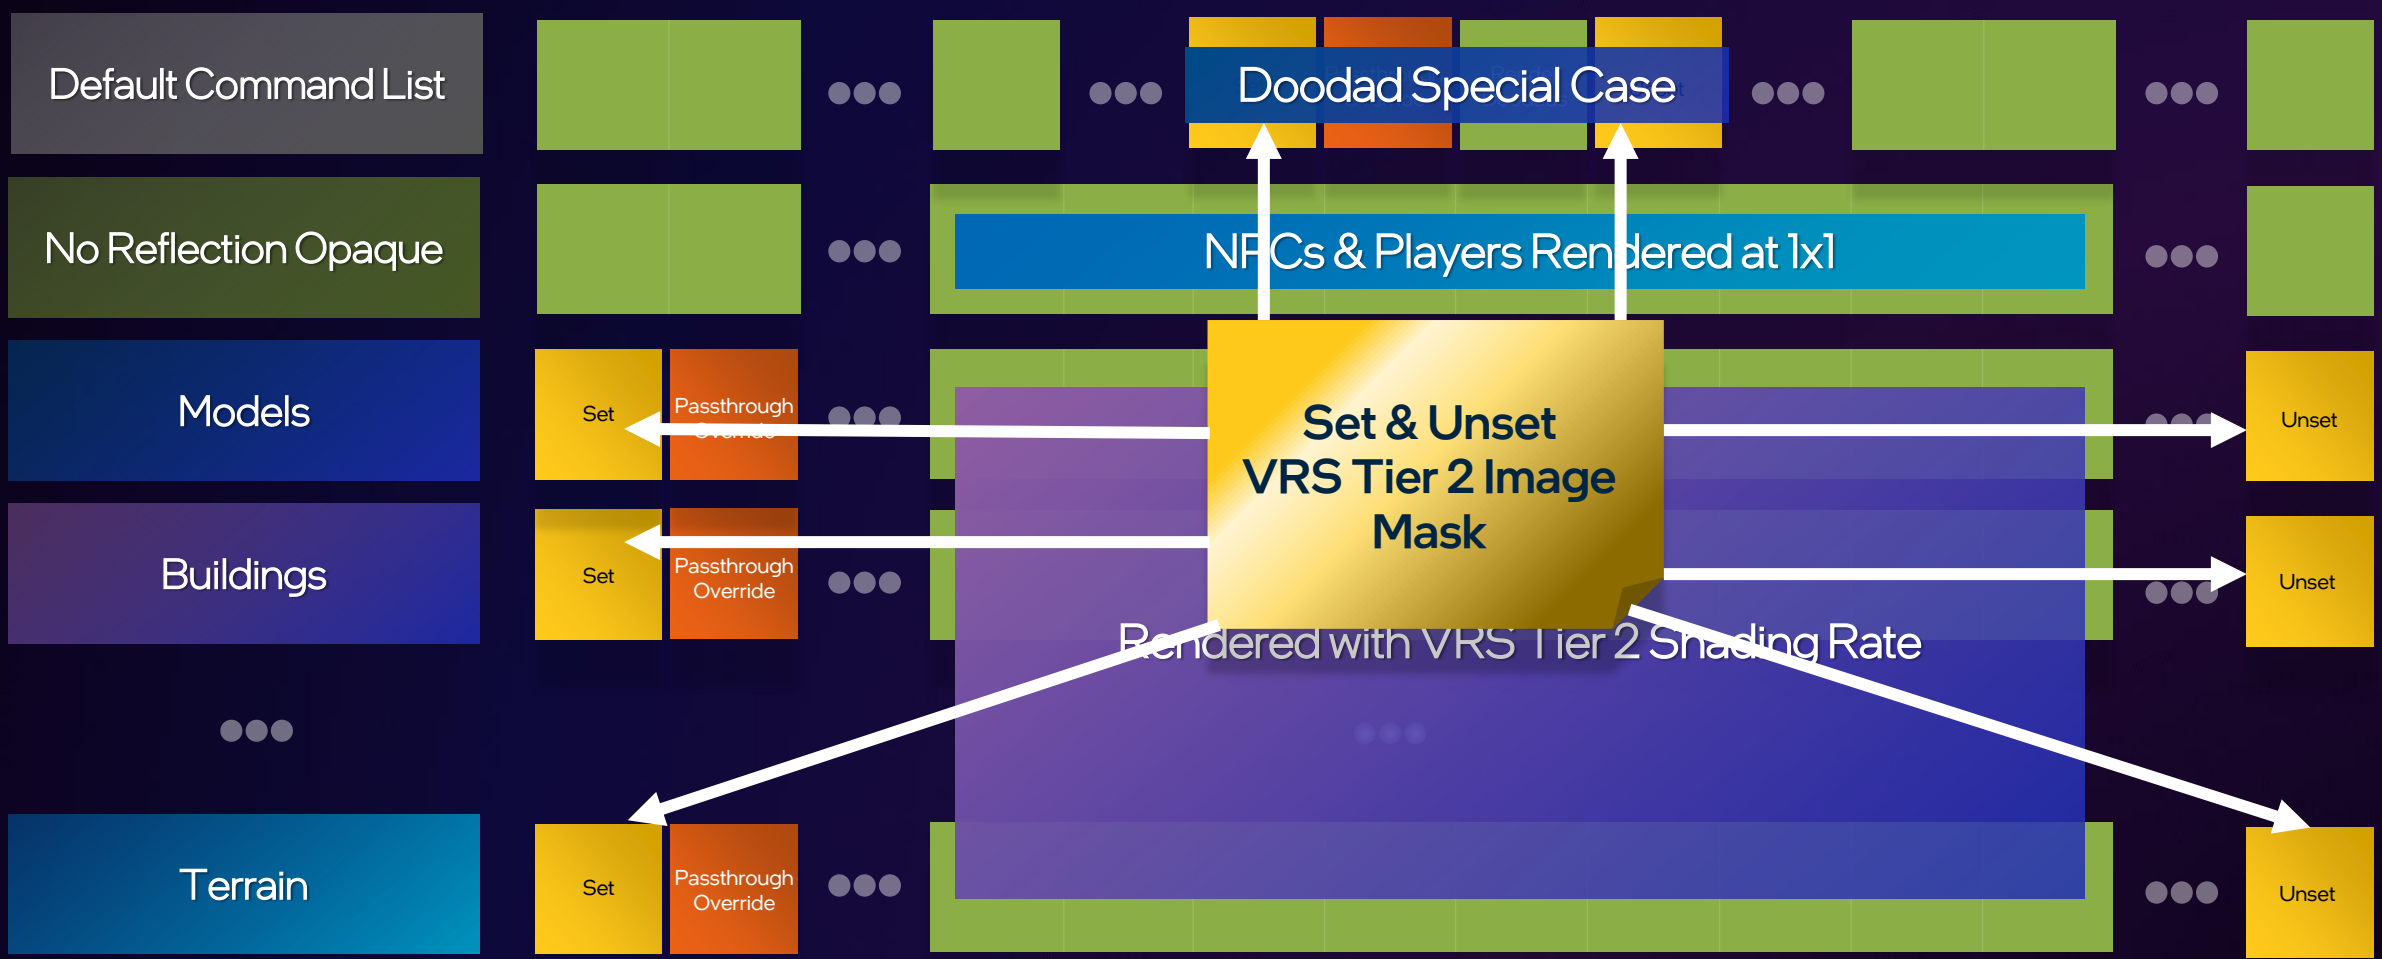 Default Command List
Doodad Special Case
No Reflection Opaque
NPCs & Players Rendered at 1x1
Models
Set
Passthrough
Override
Set & Unset
VRS Tier 2 Image
Mask
Unset
Buildings
Set
Passthrough
Override
Unset
Rendered with VRS Tier 2 Shading Rate
Terrain
Set
Passthrough
Override
Unset